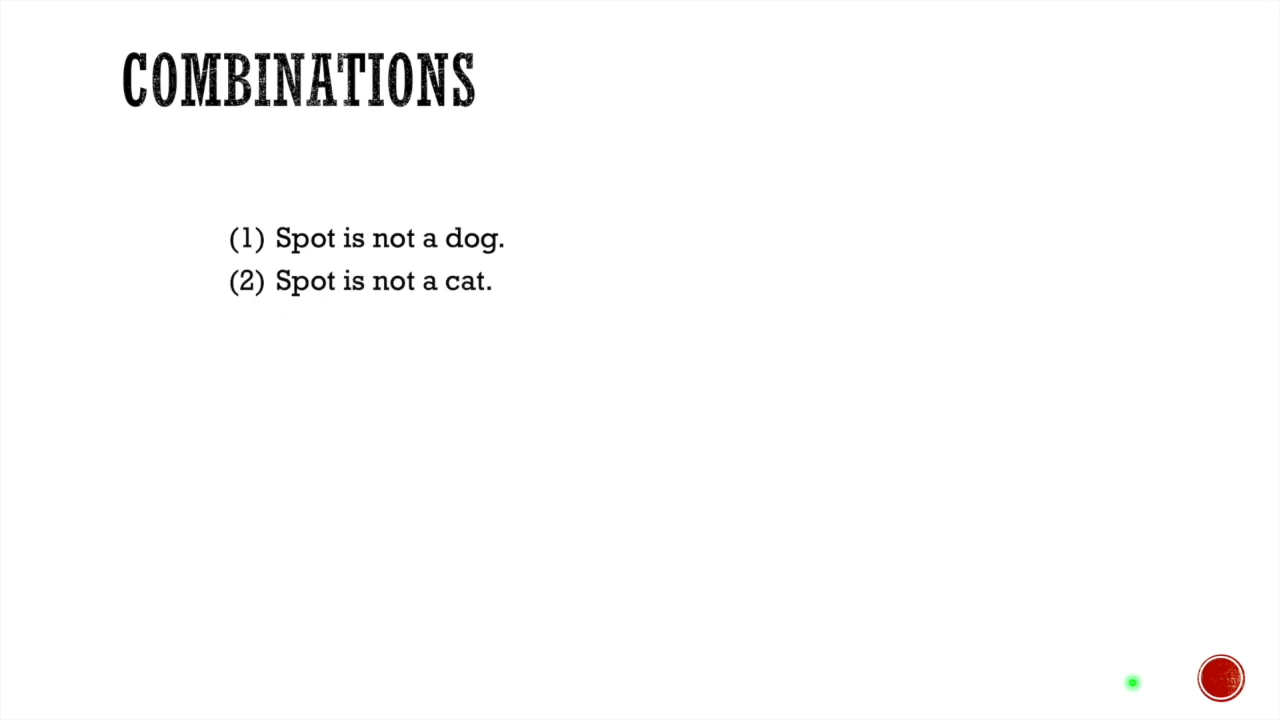 COMBINATIONS
(1) Spot is not a dog.
(2) Spot is not a cat.